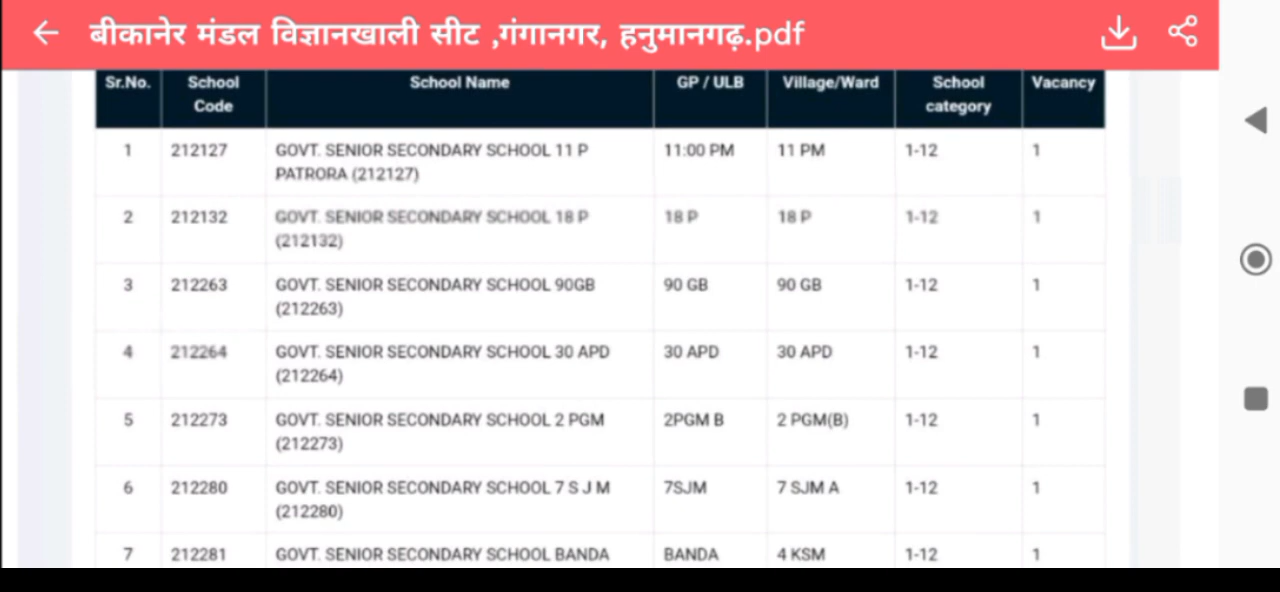 बीकानेर मंडल विज्ञानखाली सीट ,गंगानगर, हनुमानगढ़.pdf
Sr.No. School Code School Name GP / ULB Village/Ward School category Vacancy
1 212127 GOVT. SENIOR SECONDARY SCHOOL 11 P 11:00 PM 11 PM 1-12 1
PATRORA (212127)
2 212132 GOVT. SENIOR SECONDARY SCHOOL 18 P 18 P 18 P 1-12 1
(212132)
3 212263 GOVT. SENIOR SECONDARY SCHOOL 90GB 90 GB 90 GB 1-12 1
(212263)
4 212264 GOVT. SENIOR SECONDARY SCHOOL 30 APD 30 APD 30 APD 1-12 1
(212264)
5 212273 GOVT. SENIOR SECONDARY SCHOOL 2 PGM 2PGM B 2 PGM(B) 1-12 1
(212273)
6 212280 GOVT. SENIOR SECONDARY SCHOOL 7 S J M 7SJM 7 SJM A 1-12 1
(212280)
7 212281 GOVT. SENIOR SECONDARY SCHOOL BANDA BANDA 4 KSM 1-12 1